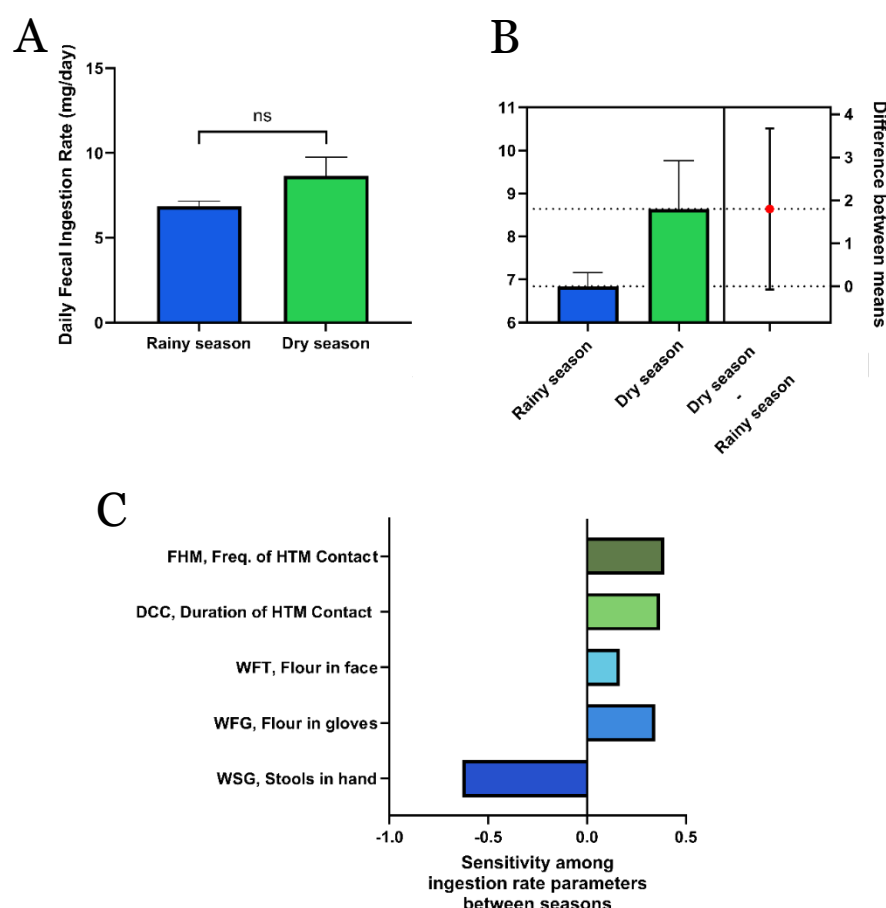 A
Daily Fecal Ingestion Rate (mg/day)
15
10
5
0
ns
Rainy season
Dry season
B
11
10
9
8
7
6
4
3
2
1
0
Difference between means
Rainy season
Dry season
Dry season
-
Rainy season
C
FHM, Freq. of HTM Contact
DCC, Duration of HTM Contact
WFT, Flour in face
WFG, Flour in gloves
WSG, Stools in hand
-1.0 -0.5 0.0 0.5
Sensitivity among
ingestion rate parameters
between seasons